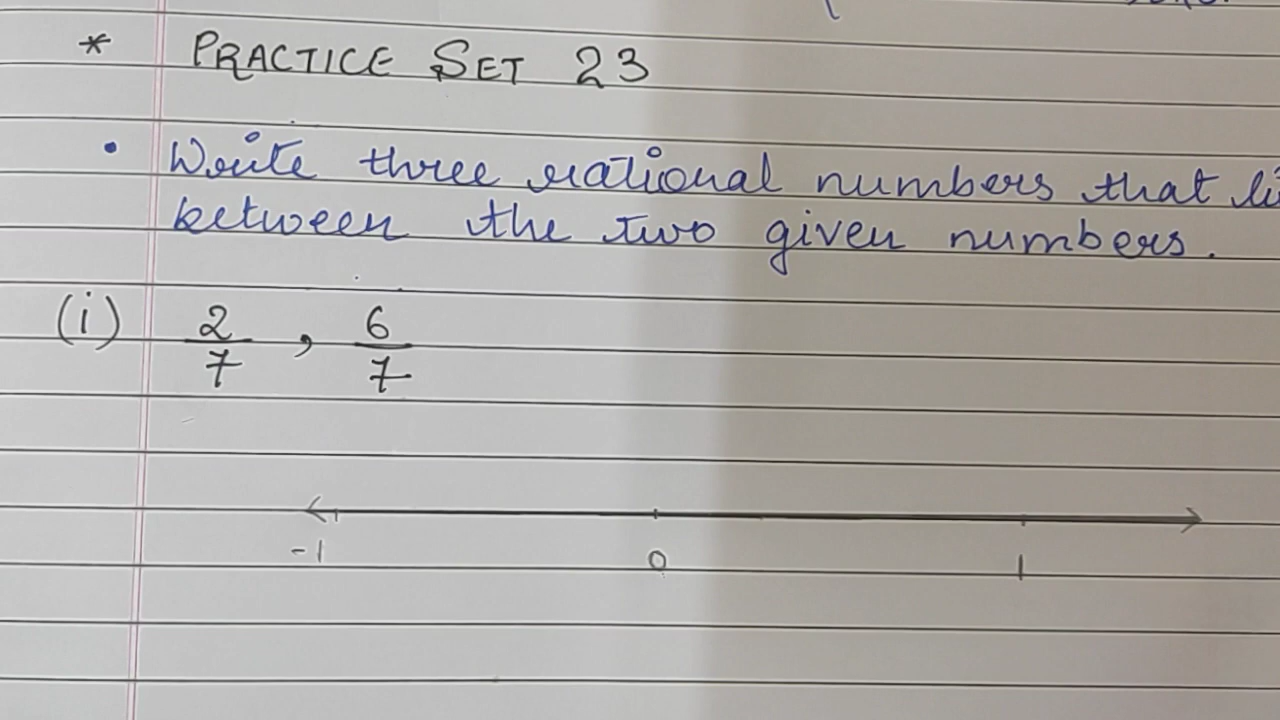 * PRACTICE SET 23
• Write three rational numbers that
between the two given numbers.
(i) 2/7 , 6/7
-1 0 1